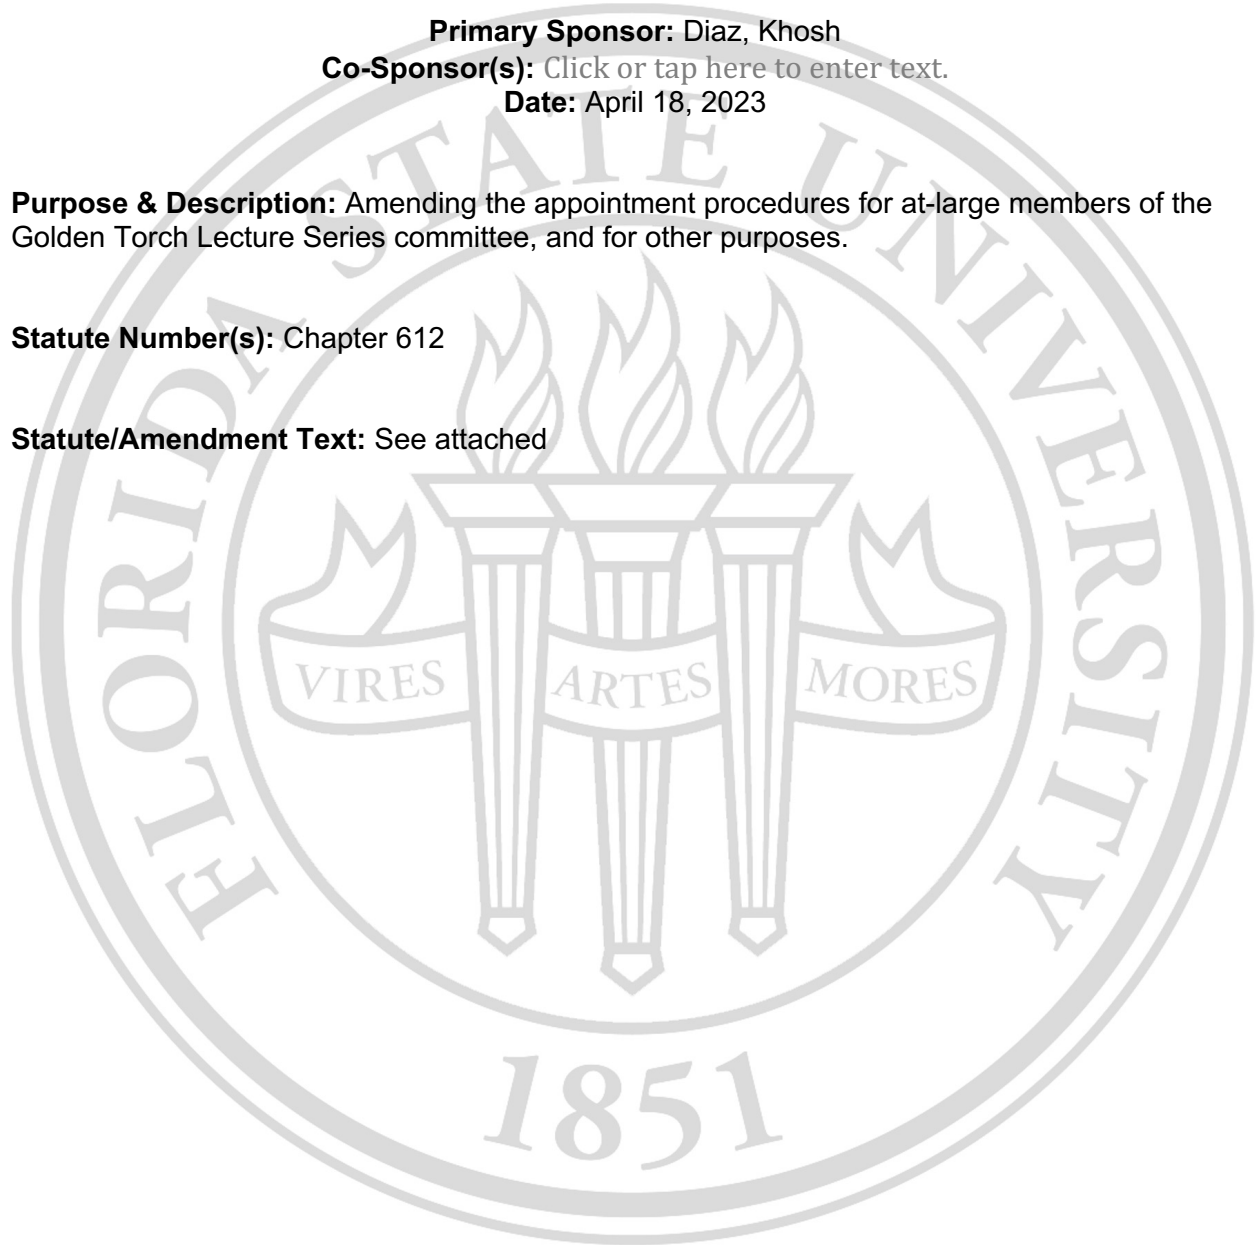 Primary Sponsor: Diaz, Khosh
Co-Sponsor(s): Click or tap here to enter text.
Date: April 18, 2023
Purpose & Description: Amending the appointment procedures for at-large members of the
Golden Torch Lecture Series committee, and for other purposes.
Statute Number(s): Chapter 612
Statute/Amendment Text: See attached
FLORIDA STATE UNIVERSITY
VIRES ARTES MORES
1851